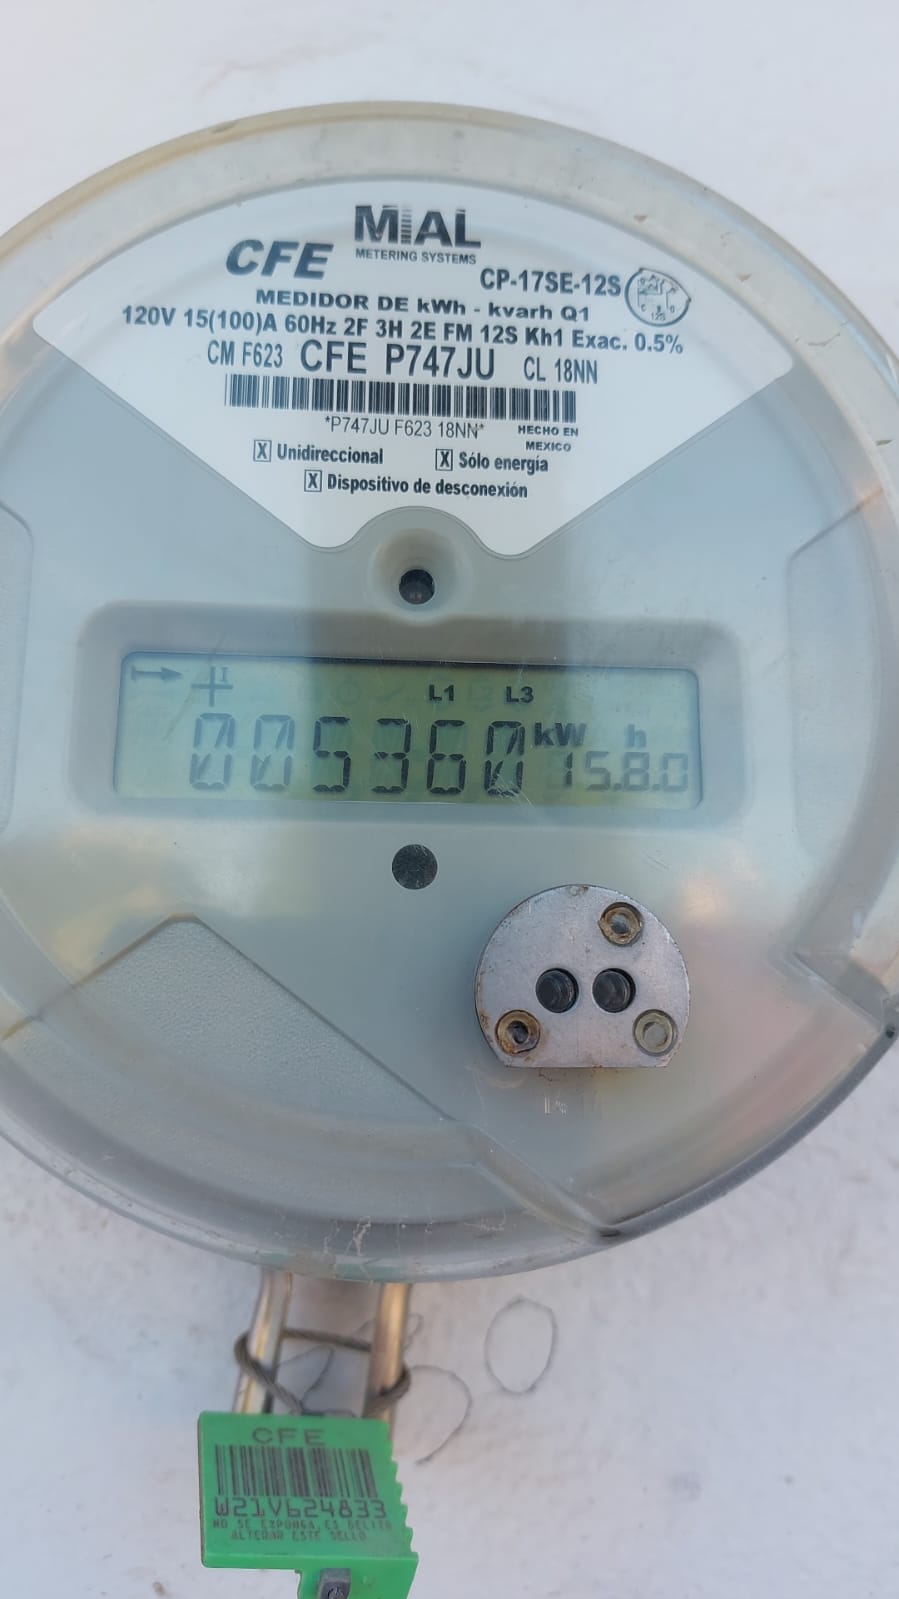 MIAL
METERING SYSTEMS
CFE
CP-17SE-12S
MEDIDOR DE kWh - kvarh Q1
120V 15(100)A 60Hz 2F 3H 2E FM 12S Kh1 Exac. 0.5%
CM F623 CFE P747JU CL 18NN
*P747JU F623 18NN*
HECHO EN
MEXICO
X Unidireccional X Sólo energía
X Dispositivo de desconexión
I L1 L3
005360 kW h 15.8.0
CFE
W21V624833
NO SE EXPONGA, ES DELITO
ALTERAR ESTE SELLO